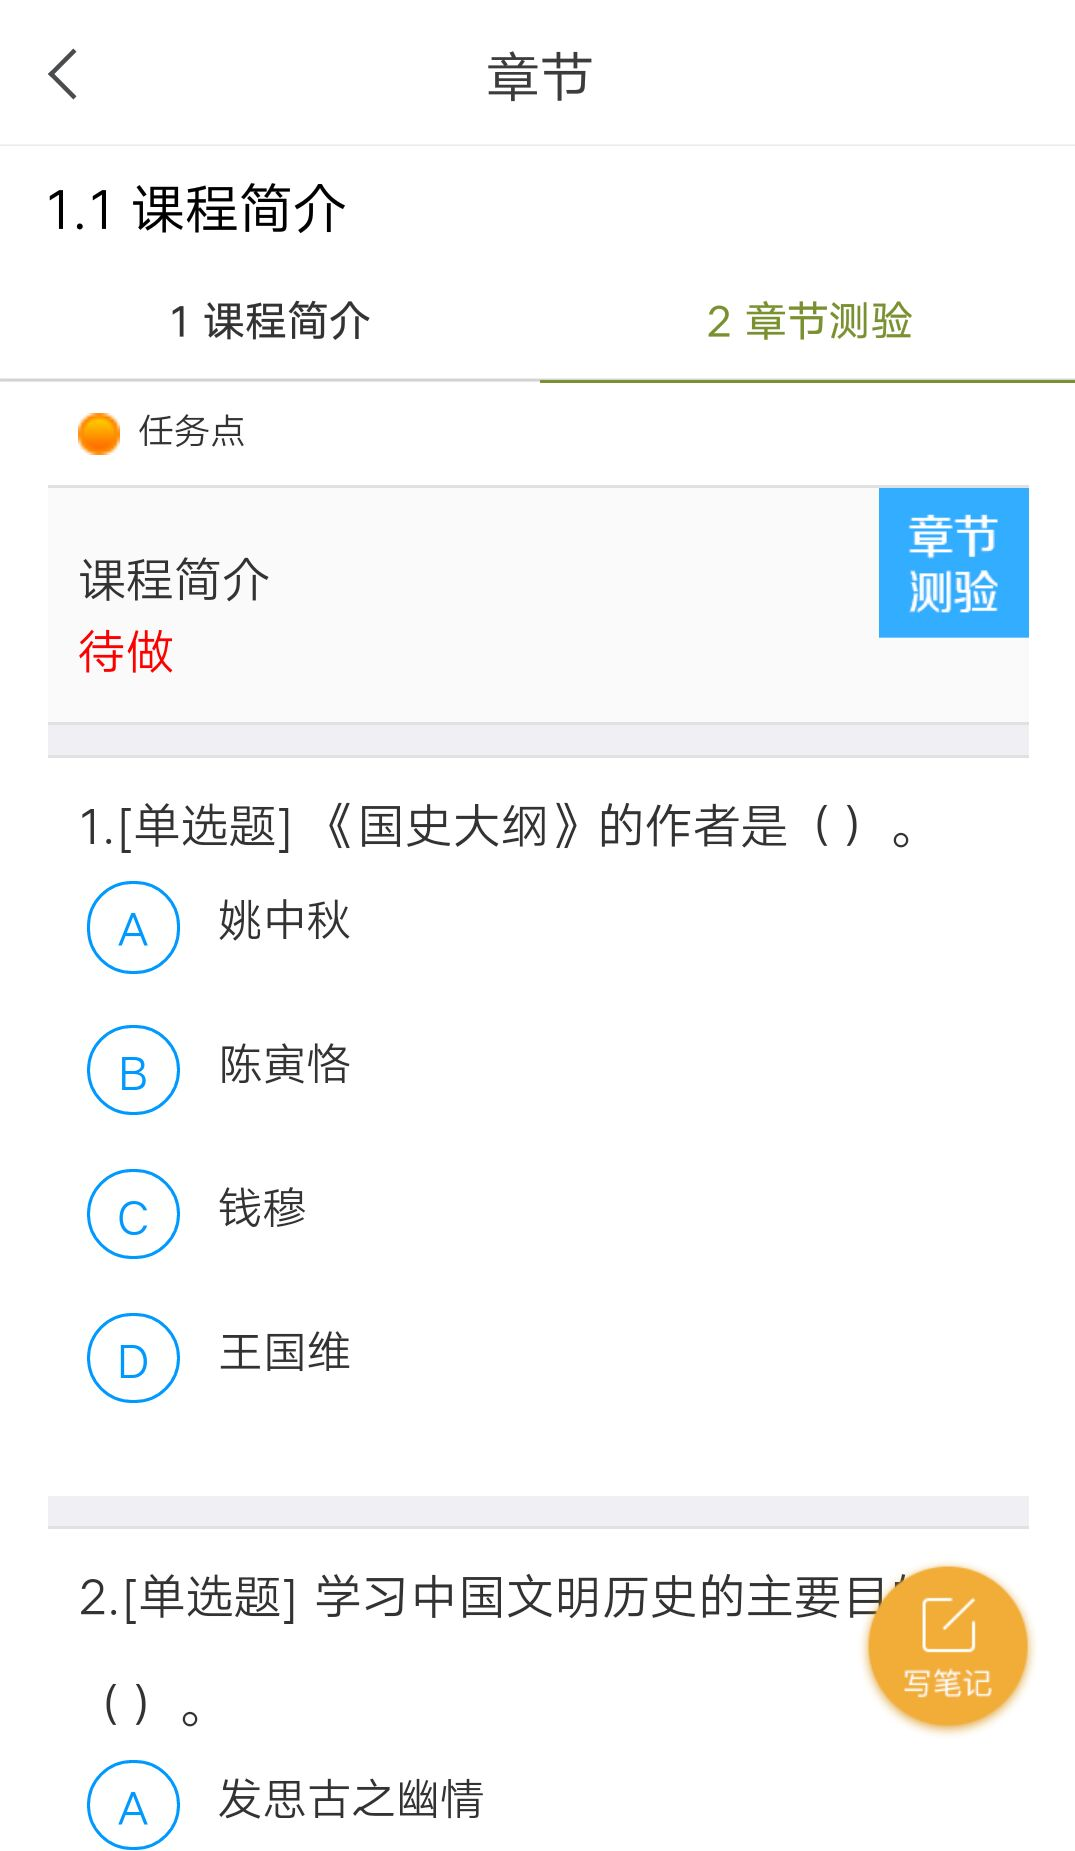 章节
1.1 课程简介
1 课程简介
2 章节测验
任务点
章节
测验
课程简介
待做
1.[单选题] 《国史大纲》的作者是（ ）。
A 姚中秋
B 陈寅恪
C 钱穆
D 王国维
2.[单选题] 学习中国文明历史的主要目
（ ）。
写笔记
A 发思古之幽情